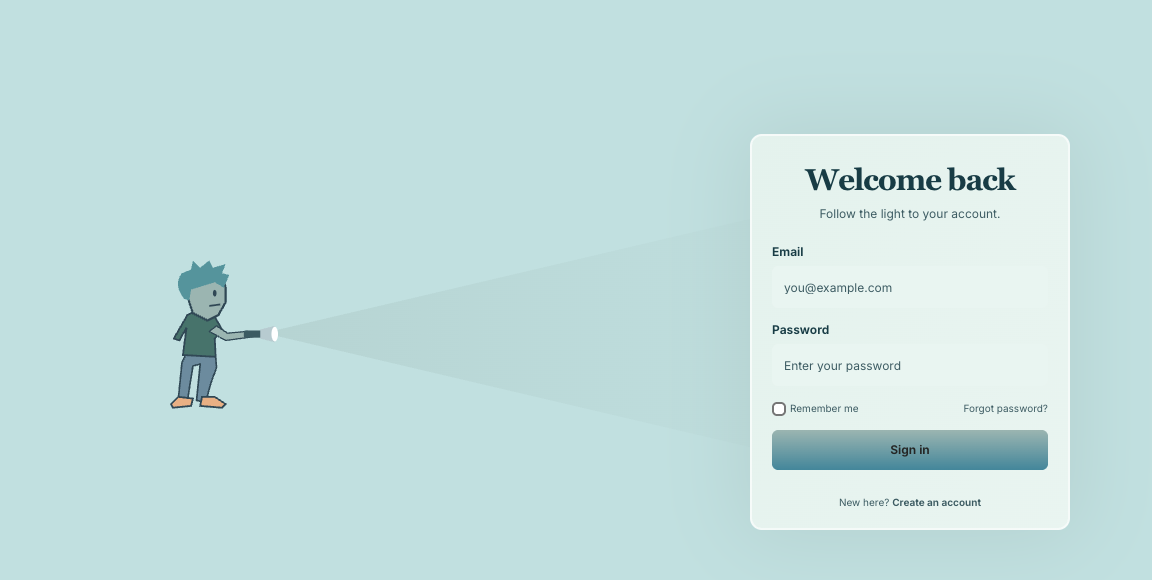 Welcome back
Follow the light to your account.
Email
you@example.com
Password
Enter your password
Remember me
Forgot password?
Sign in
New here? Create an account